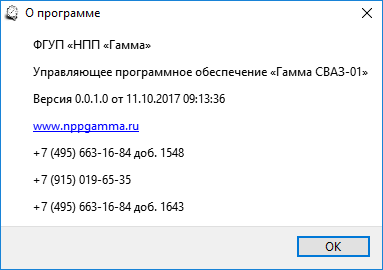 О программе
ФГУП «НПП «Гамма»
Управляющее программное обеспечение «Гамма СВАЗ-01»
Версия 0.0.1.0 от 11.10.2017 09:13:36
www.nppgamma.ru
+7 (495) 663-16-84 доб. 1548
+7 (915) 019-65-35
+7 (495) 663-16-84 доб. 1643
OK